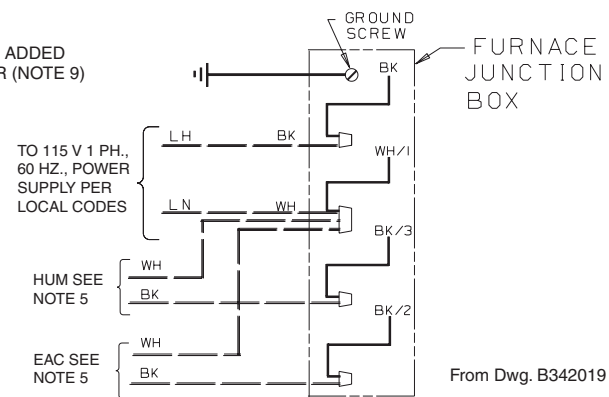 GROUND
SCREW
ADDED
R (NOTE 9)
FURNACE
JUNCTION
BOX
BK
LH
BK
TO 115 V 1 PH.,
60 HZ., POWER
SUPPLY PER
LOCAL CODES
WH/1
LN
WH
BK/3
WH
HUM SEE
NOTE 5
BK
BK/2
WH
EAC SEE
NOTE 5
BK
From Dwg. B342019